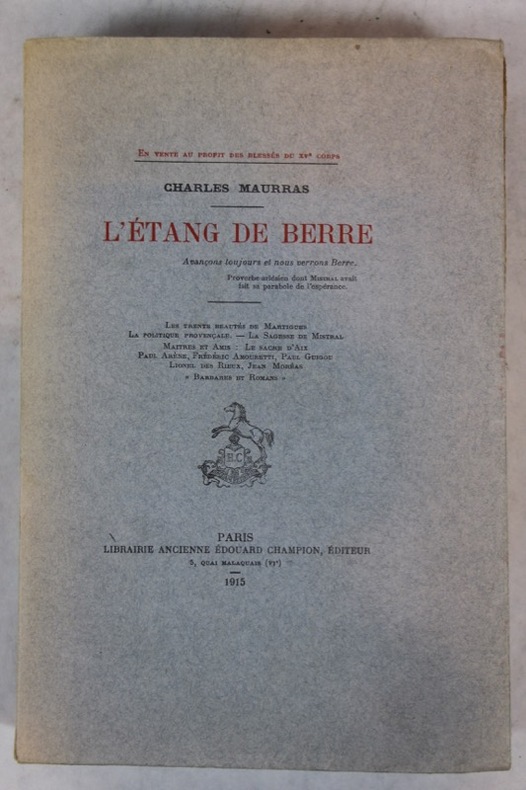 EN VENTE AU PROFIT DES BLESSÉS DU XVe CORPS
CHARLES MAURRAS
L'ÉTANG DE BERRE
Avançons toujours et nous verrons Berre.
Proverbe arlésien dont MISTRAL avait
fait sa parabole de l'espérance.
LES TRENTE BEAUTÉS DE MARTIGUES
LA POLITIQUE PROVENÇALE. — LA SAGESSE DE MISTRAL
MAITRES ET AMIS : LE SACRE D'AIX
PAUL ARÈNE, FRÉDÉRIC AMOURETTI, PAUL GUIGOU
LIONEL DES RIEUX, JEAN MORÉAS
« BARBARES ET ROMANS »
H.C
PARIS
LIBRAIRIE ANCIENNE ÉDOUARD CHAMPION, ÉDITEUR
5, QUAI MALAQUAIS (VIe)
1915